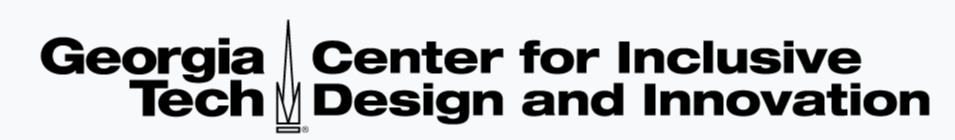 Georgia Tech ® Center for Inclusive Design and Innovation